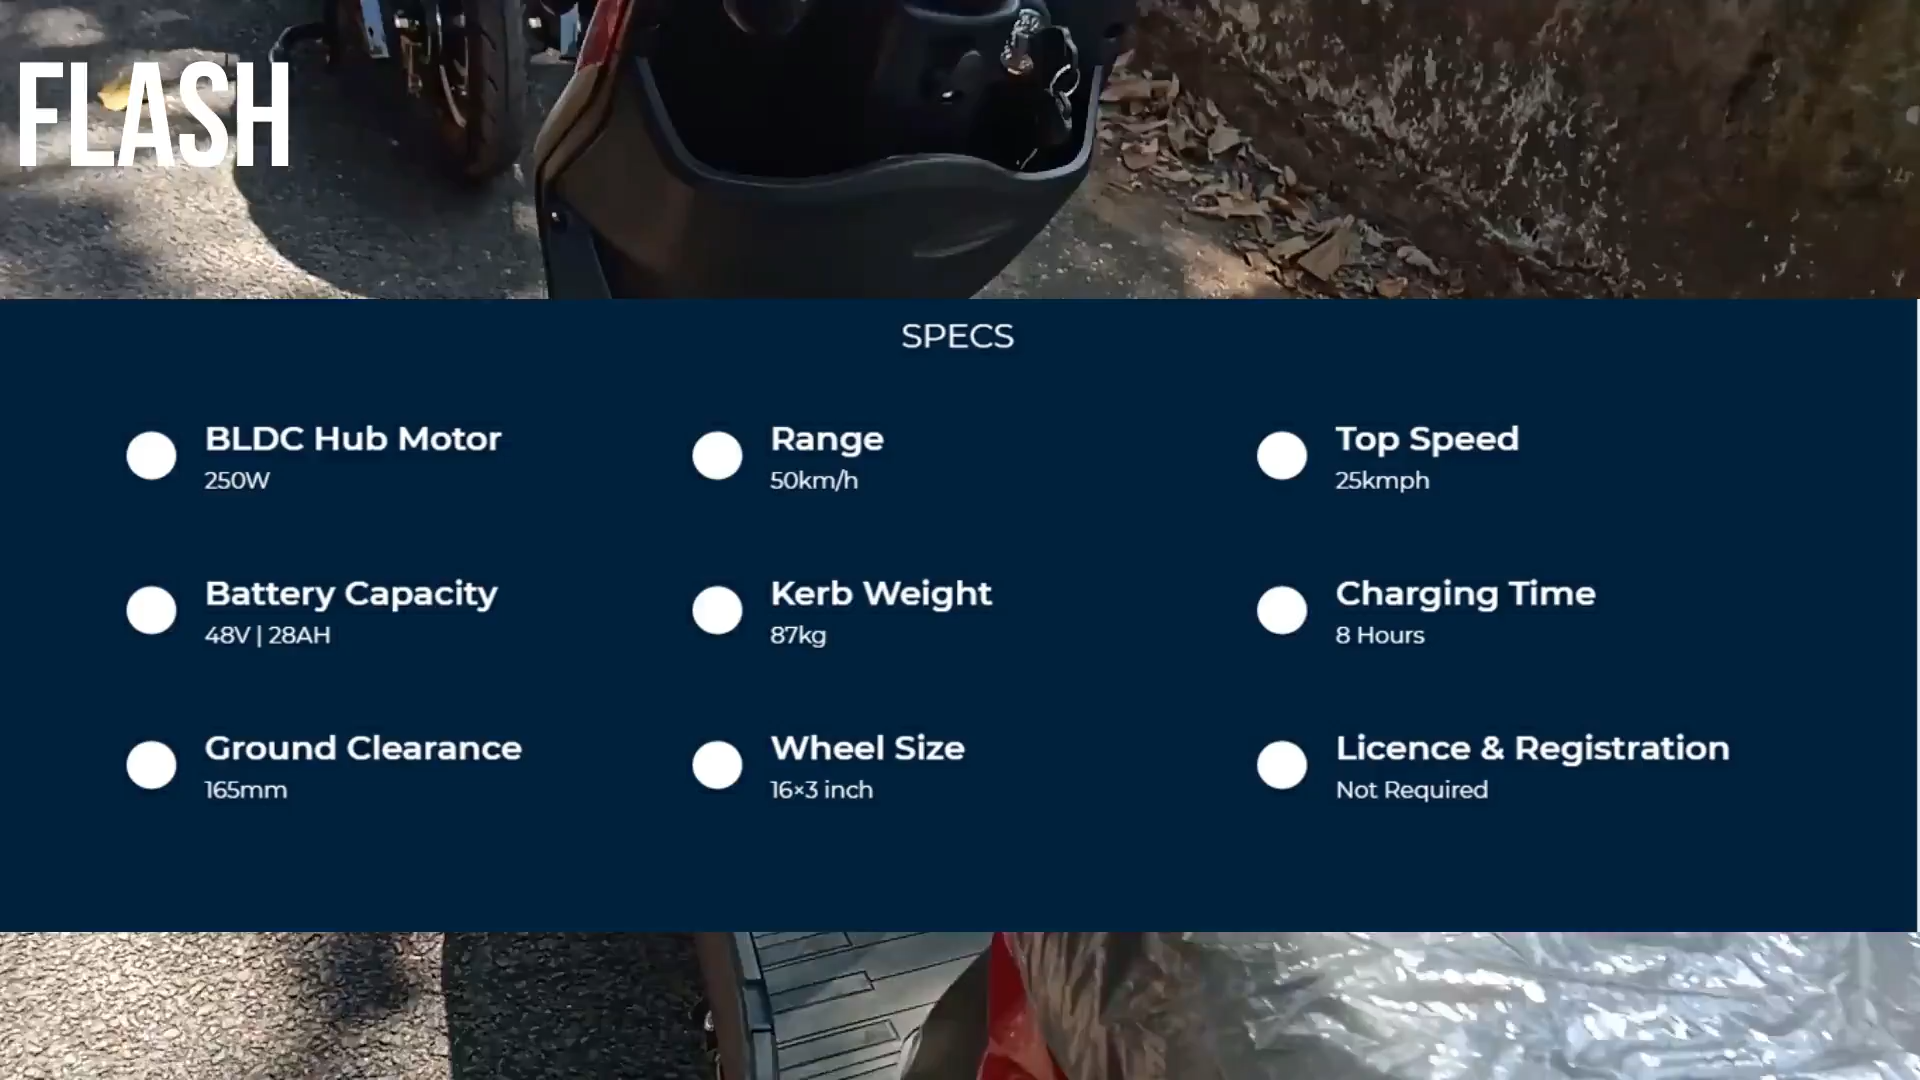 FLASH
SPECS
BLDC Hub Motor
250W
Range
50km/h
Top Speed
25kmph
Battery Capacity
48V | 28AH
Kerb Weight
87kg
Charging Time
8 Hours
Ground Clearance
165mm
Wheel Size
16×3 inch
Licence & Registration
Not Required